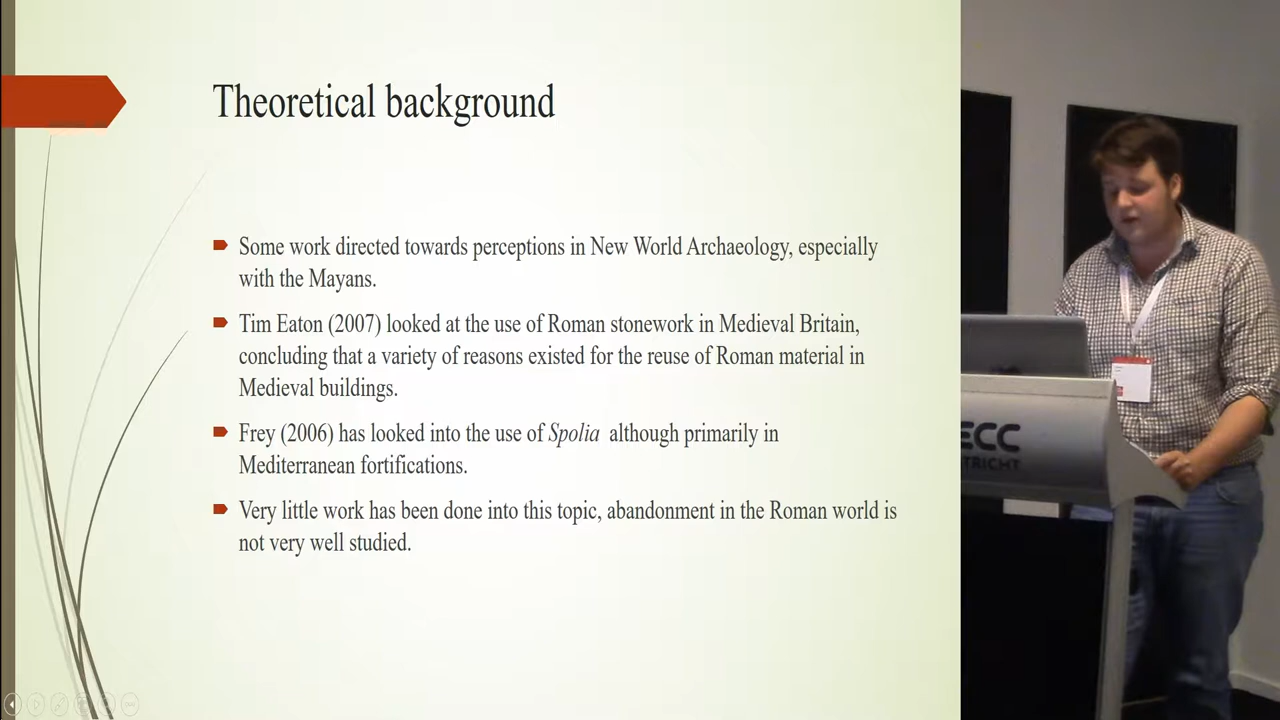 Theoretical background
Some work directed towards perceptions in New World Archaeology, especially
with the Mayans.
Tim Eaton (2007) looked at the use of Roman stonework in Medieval Britain,
concluding that a variety of reasons existed for the reuse of Roman material in
Medieval buildings.
Frey (2006) has looked into the use of Spolia although primarily in
Mediterranean fortifications.
Very little work has been done into this topic, abandonment in the Roman world is
not very well studied.
ECC
TRICHT